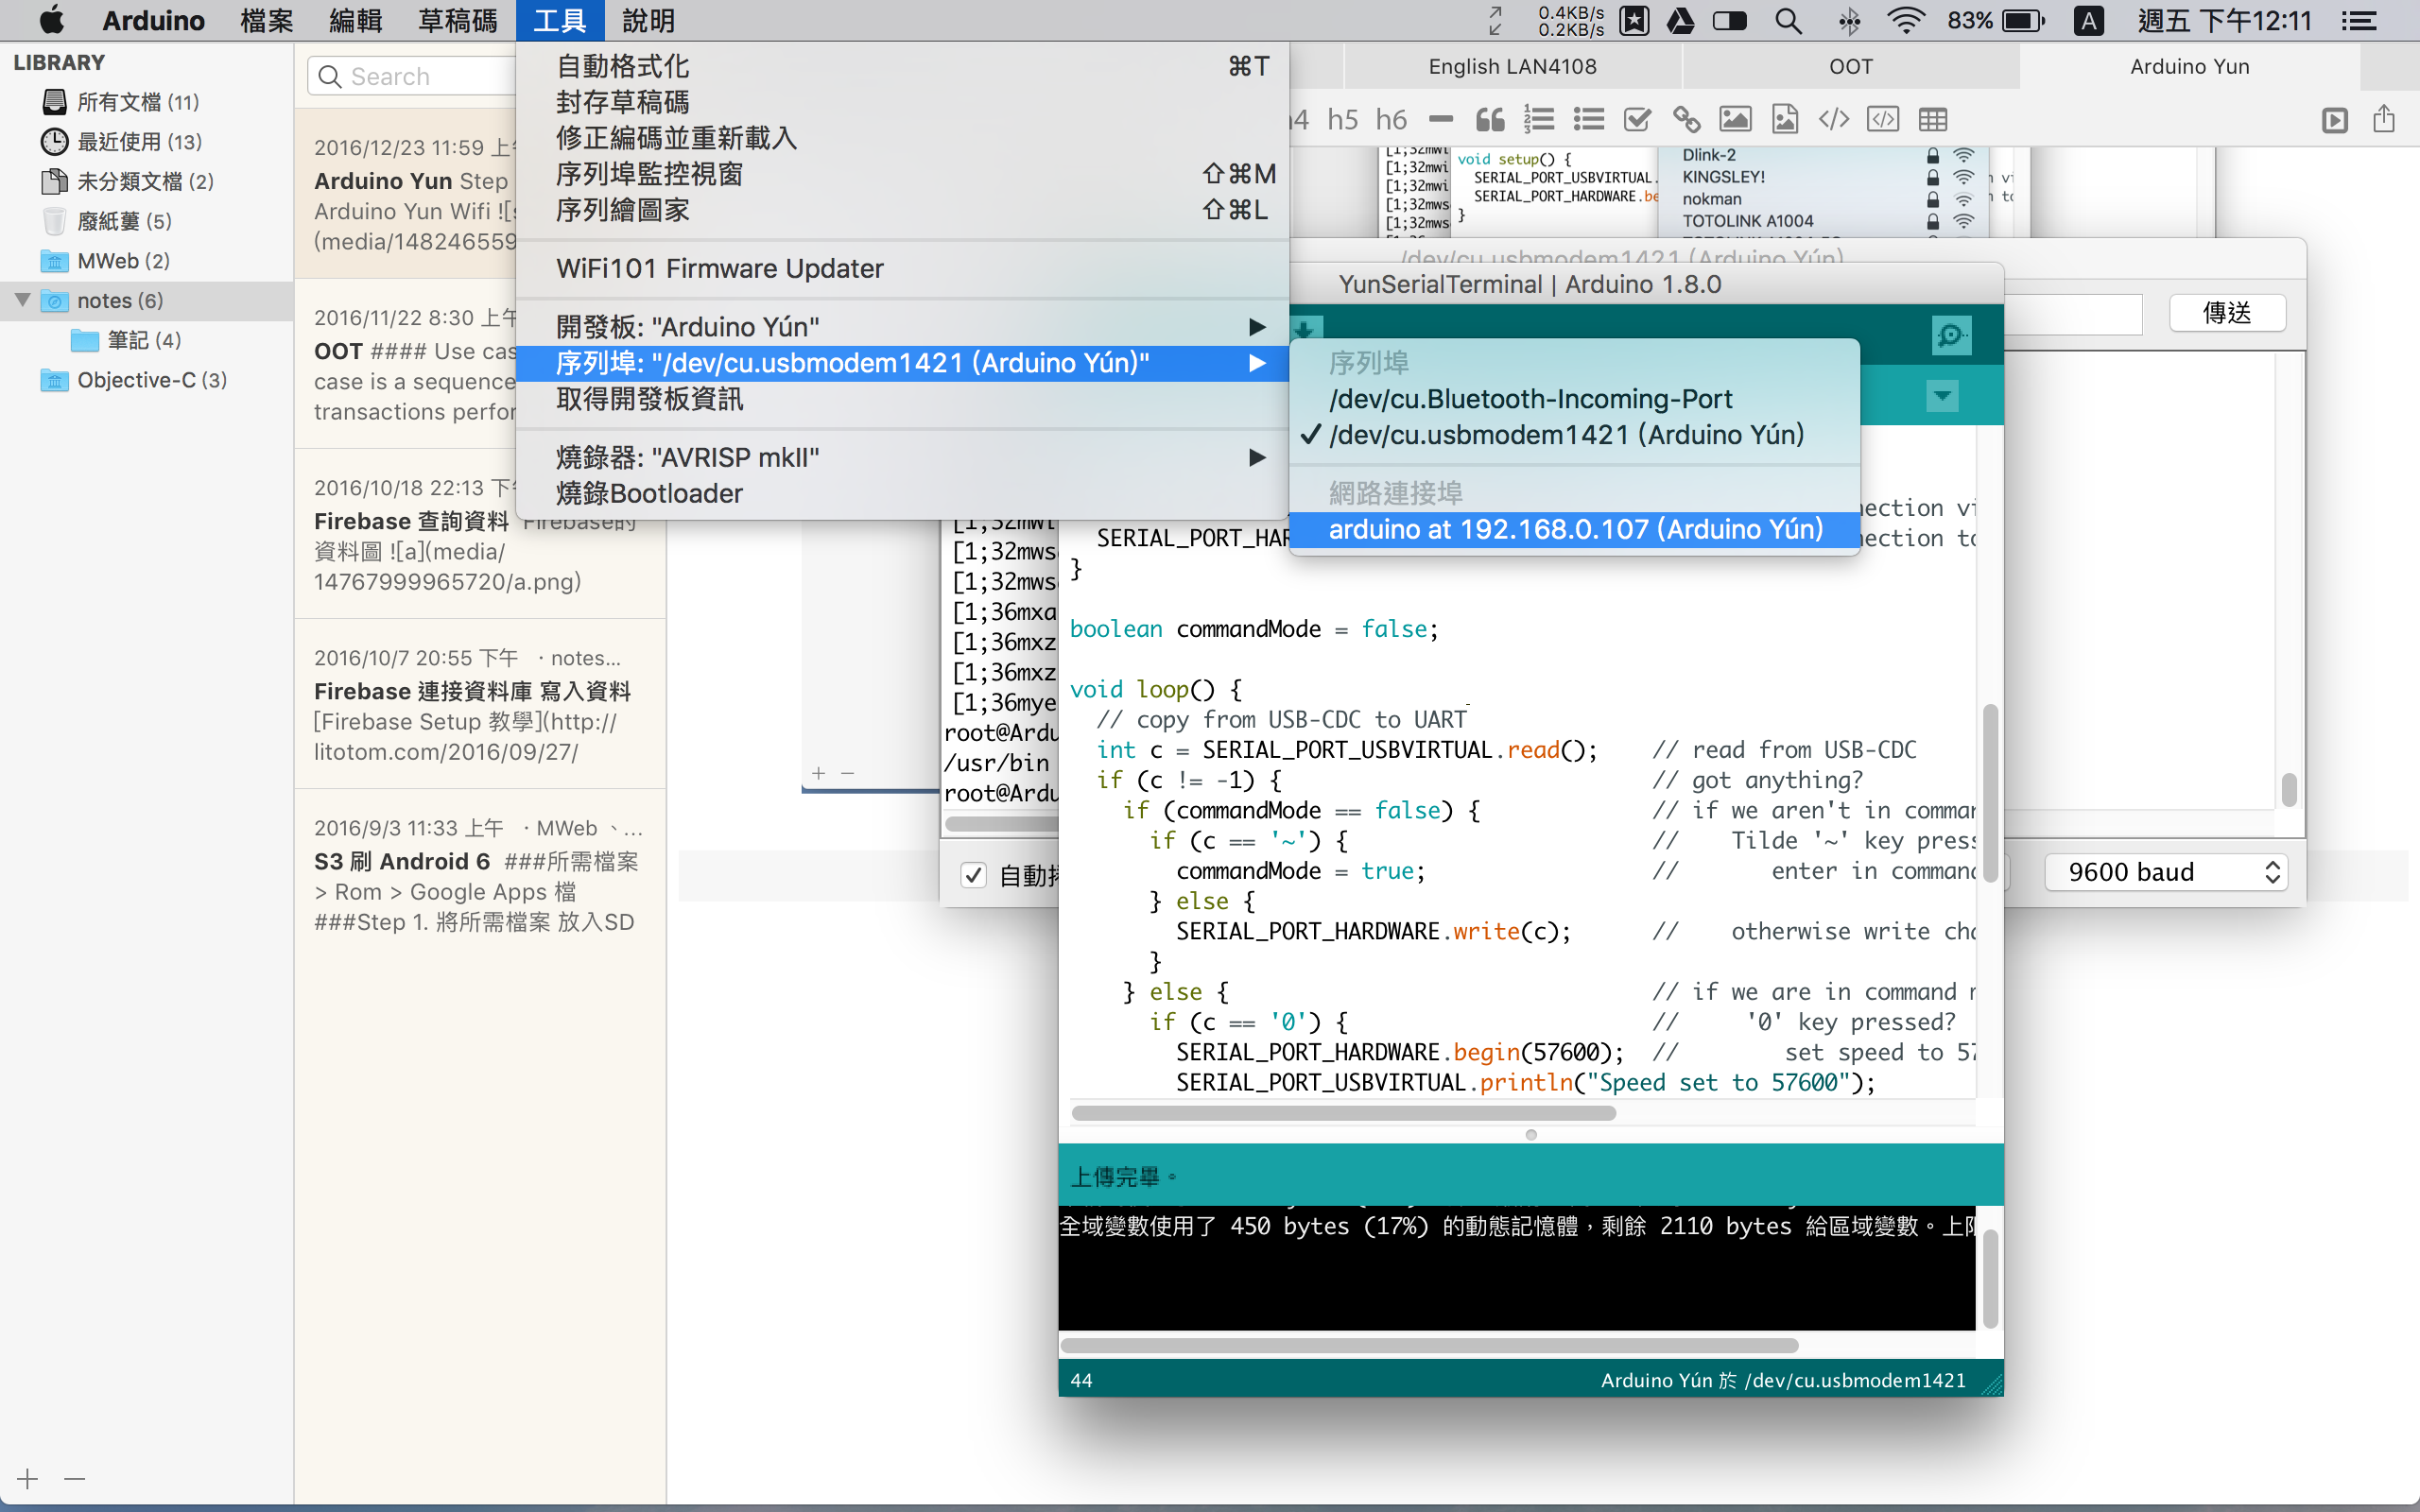 Arduino 檔案 編輯 草稿碼 工具 說明
0.4KB/s
0.2KB/s
83% A 週五 下午12:11
LIBRARY
所有文檔 (11)
最近使用 (13)
未分類文檔 (2)
廢紙簍 (5)
MWeb (2)
notes (6)
筆記 (4)
Objective-C (3)
Search
2016/12/23 11:59
Arduino Yun Step
Arduino Yun Wifi ![
(media/148246559
2016/11/22 8:30 上午
OOT #### Use cas
case is a sequence
transactions perfor
2016/10/18 22:13 下午
Firebase 查詢資料 Firebase的
資料圖 ![a](media/
14767999965720/a.png)
2016/10/7 20:55 下午 · notes...
Firebase 連接資料庫 寫入資料
[Firebase Setup 教學](http://
litotom.com/2016/09/27/
2016/9/3 11:33 上午 · MWeb 、...
S3 刷 Android 6 ###所需檔案
> Rom > Google Apps 檔
###Step 1. 將所需檔案 放入SD
自動格式化 ⌘T
封存草稿碼
修正編碼並重新載入
序列埠監控視窗 ⇧⌘M
序列繪圖家 ⇧⌘L
WiFi101 Firmware Updater
開發板: "Arduino Yún"
序列埠: "/dev/cu.usbmodem1421 (Arduino Yún)"
取得開發板資訊
燒錄器: "AVRISP mkII"
燒錄Bootloader
序列埠
/dev/cu.Bluetooth-Incoming-Port
✓ /dev/cu.usbmodem1421 (Arduino Yún)
網路連接埠
arduino at 192.168.0.107 (Arduino Yún)
English LAN4108
OOT
Arduino Yun
h5 h6
void setup() {
SERIAL_PORT_USBVIRTUAL.
SERIAL_PORT_HARDWARE.be
}
Dlink-2
KINGSLEY!
nokman
TOTOLINK A1004
/dev/cu.usbmodem1421 (Arduino Yún)
傳送
[1;32mws
[1;32mws
[1;36mxa
[1;36mxz
[1;36mxz
[1;36mye
root@Ardu
/usr/bin
root@Ardu
9600 baud
YunSerialTerminal | Arduino 1.8.0
nection vi
SERIAL_PORT_HAR nection to
}
boolean commandMode = false;
void loop() {
// copy from USB-CDC to UART
int c = SERIAL_PORT_USBVIRTUAL.read(); // read from USB-CDC
if (c != -1) { // got anything?
if (commandMode == false) { // if we aren't in comman
if (c == '~') { // Tilde '~' key press
commandMode = true; // enter in command
} else {
SERIAL_PORT_HARDWARE.write(c); // otherwise write cha
}
} else { // if we are in command m
if (c == '0') { // '0' key pressed?
SERIAL_PORT_HARDWARE.begin(57600); // set speed to 57
SERIAL_PORT_USBVIRTUAL.println("Speed set to 57600");
上傳完畢。
全域變數使用了 450 bytes (17%) 的動態記憶體，剩餘 2110 bytes 給區域變數。上限
44
Arduino Yún 於 /dev/cu.usbmodem1421